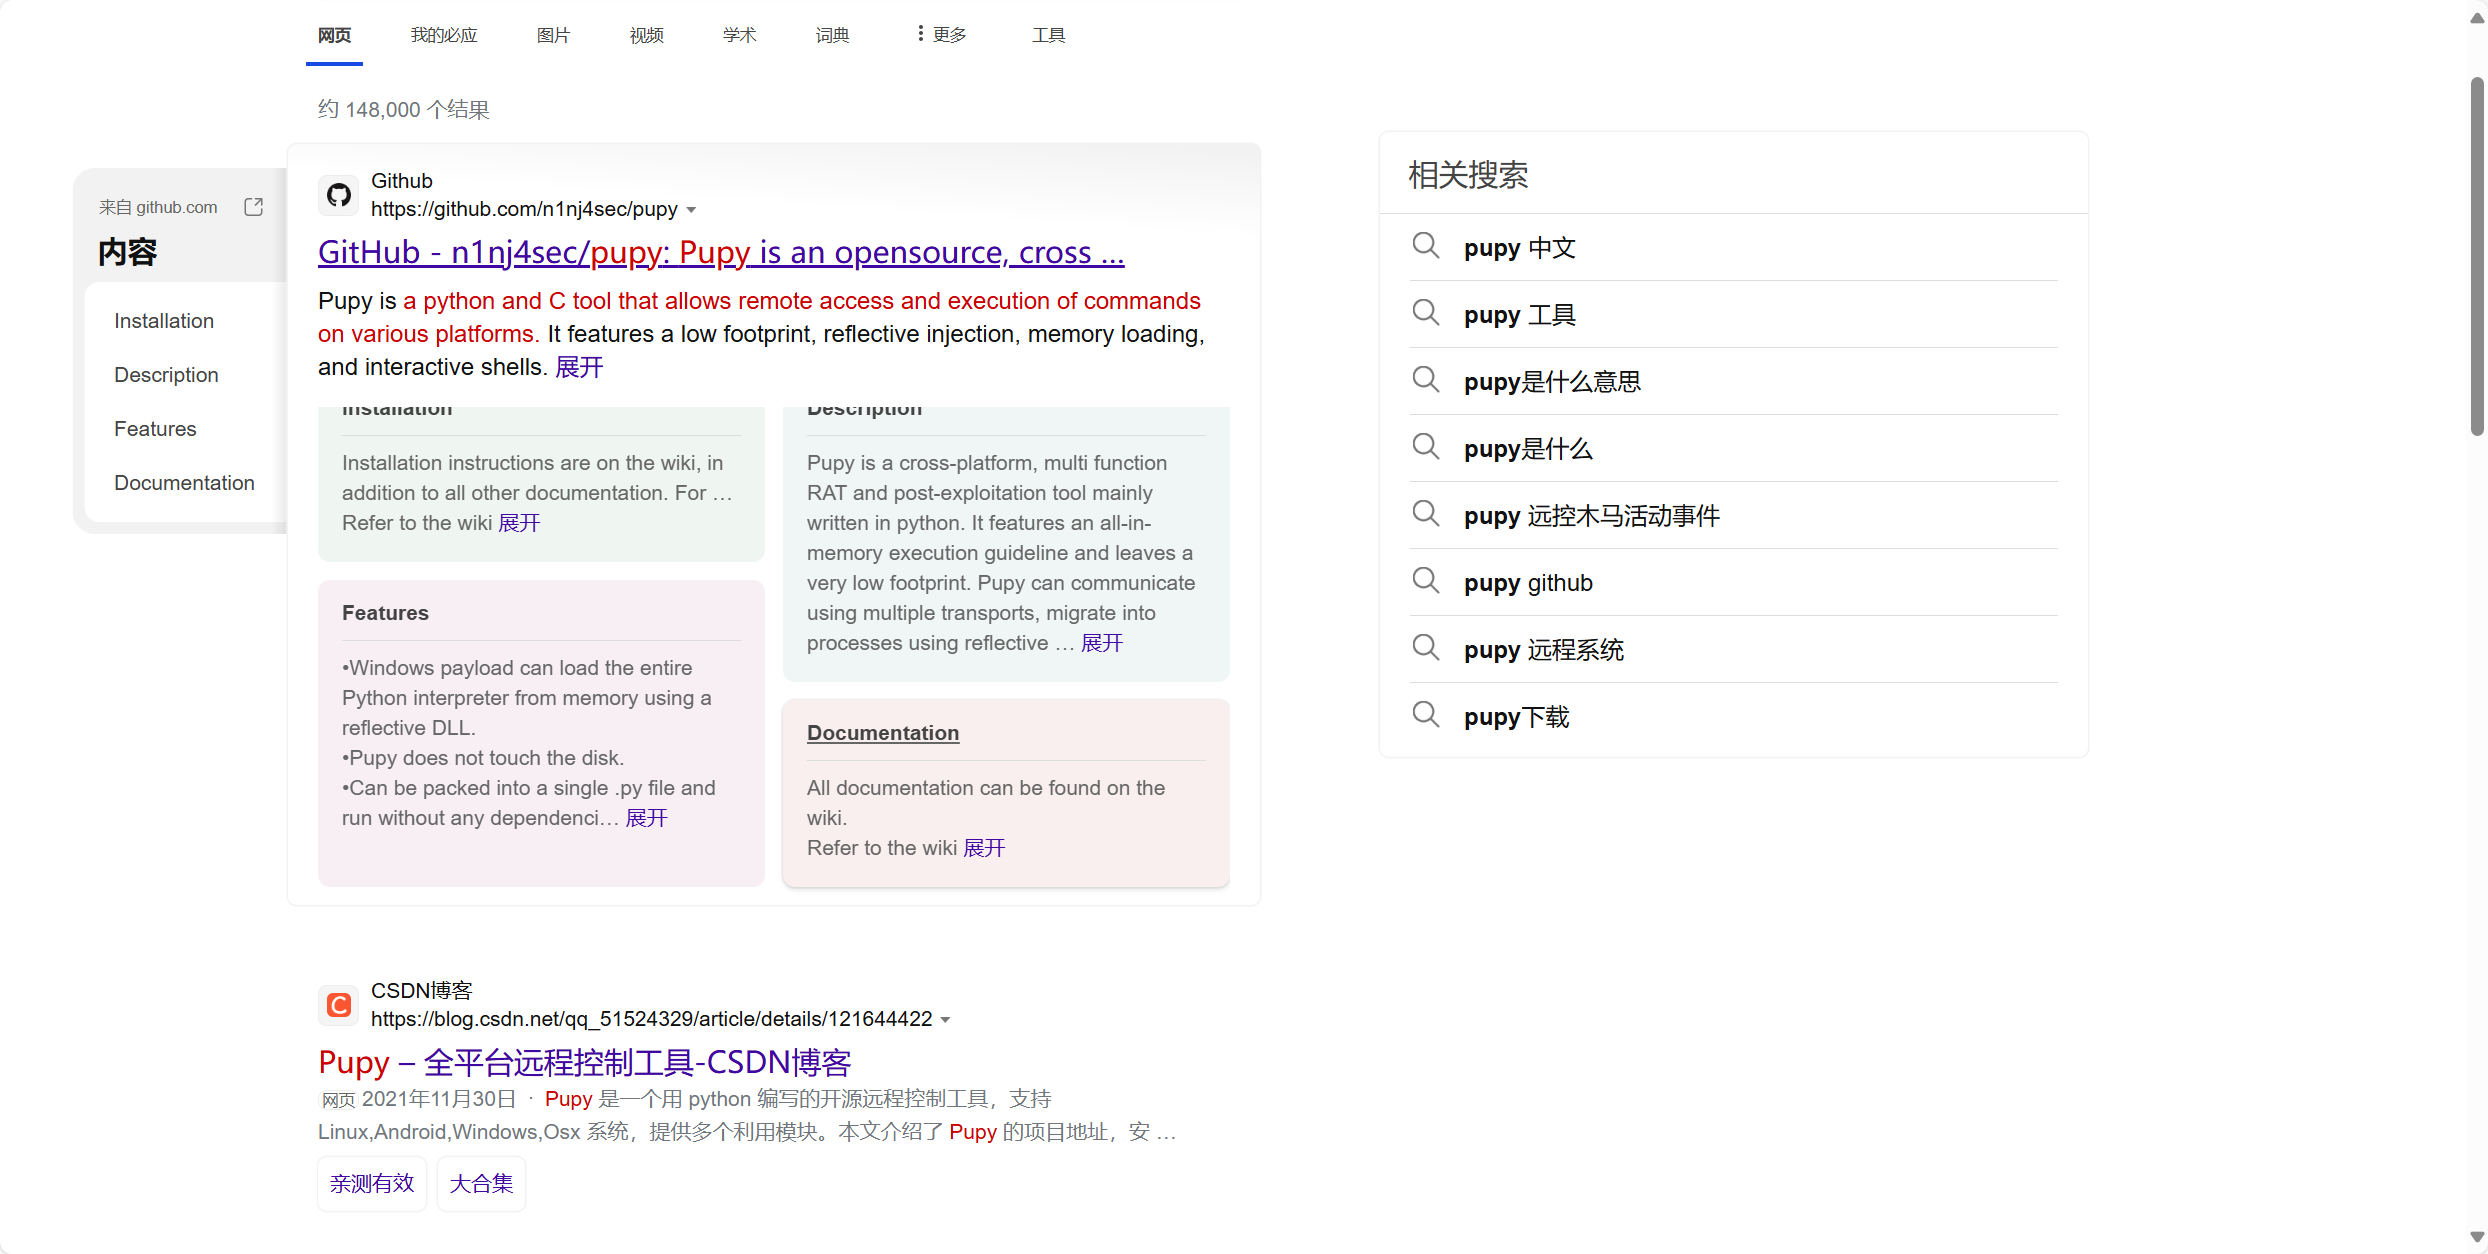 网页 我的必应 图片 视频 学术 词典 更多 工具
约 148,000 个结果
来自 github.com
内容
Installation
Description
Features
Documentation
Github
https://github.com/n1nj4sec/pupy
GitHub - n1nj4sec/pupy: Pupy is an opensource, cross ...
Pupy is a python and C tool that allows remote access and execution of commands
on various platforms. It features a low footprint, reflective injection, memory loading,
and interactive shells. 展开
Installation
Installation instructions are on the wiki, in
addition to all other documentation. For …
Refer to the wiki 展开
Description
Pupy is a cross-platform, multi function
RAT and post-exploitation tool mainly
written in python. It features an all-in-
memory execution guideline and leaves a
very low footprint. Pupy can communicate
using multiple transports, migrate into
processes using reflective … 展开
Features
•Windows payload can load the entire
Python interpreter from memory using a
reflective DLL.
•Pupy does not touch the disk.
•Can be packed into a single .py file and
run without any dependenci… 展开
Documentation
All documentation can be found on the
wiki.
Refer to the wiki 展开
CSDN博客
https://blog.csdn.net/qq_51524329/article/details/121644422
Pupy – 全平台远程控制工具-CSDN博客
网页 2021年11月30日 · Pupy 是一个用 python 编写的开源远程控制工具，支持
Linux,Android,Windows,Osx 系统，提供多个利用模块。本文介绍了 Pupy 的项目地址，安 …
亲测有效 大合集
相关搜索
pupy 中文
pupy 工具
pupy是什么意思
pupy是什么
pupy 远控木马活动事件
pupy github
pupy 远程系统
pupy下载